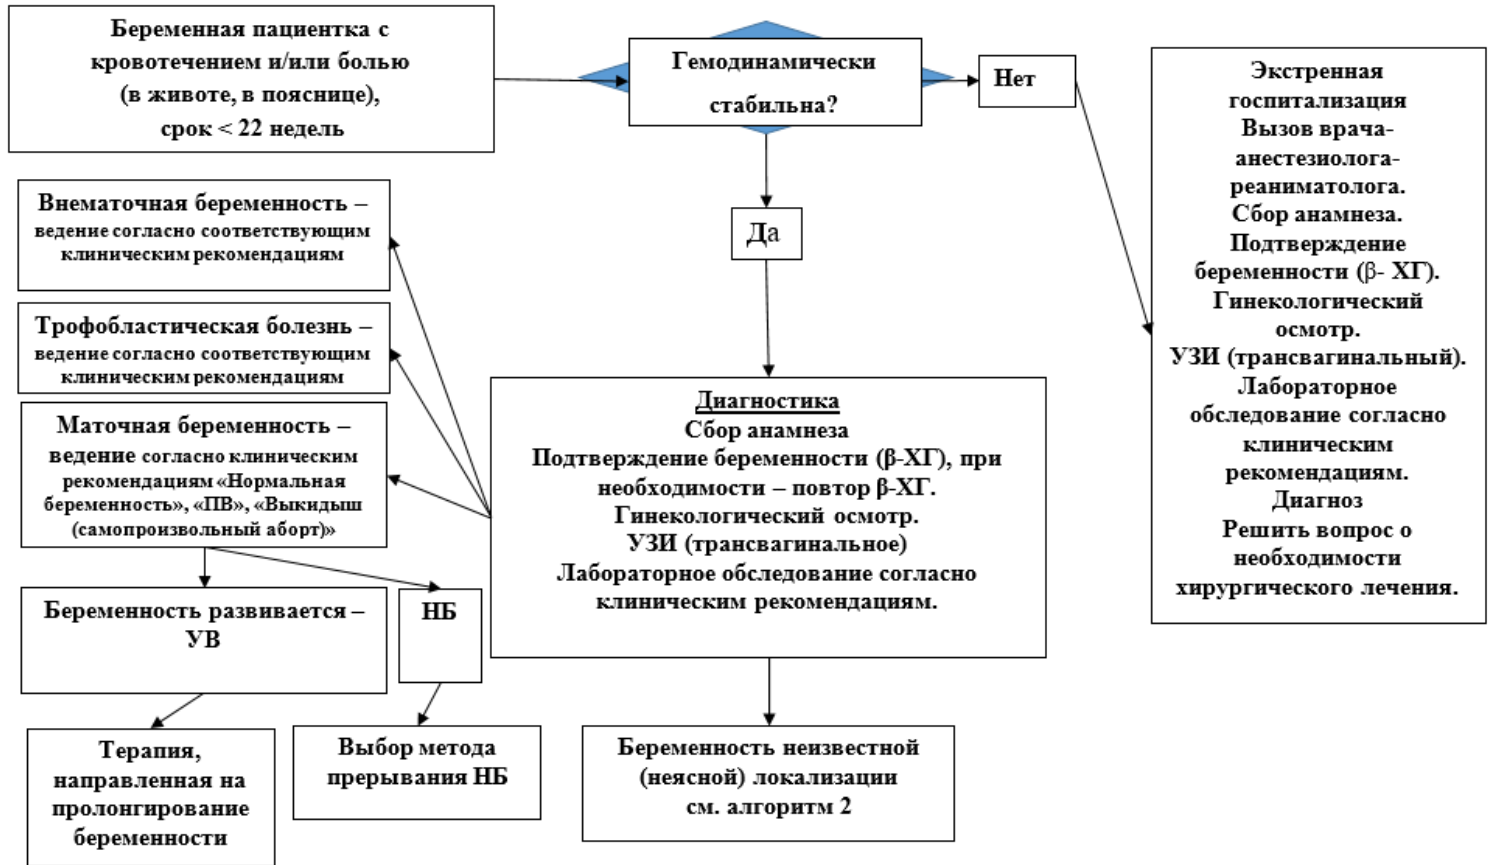 Беременная пациентка с
кровотечением и/или болью
(в животе, в пояснице),
срок < 22 недель
Гемодинамически
стабильна?
Нет
Экстренная
госпитализация
Вызов врача-
анестезиолога-
реаниматолога.
Сбор анамнеза.
Подтверждение
беременности (β- ХГ).
Гинекологический
осмотр.
УЗИ (трансвагинальный).
Лабораторное
обследование согласно
клиническим
рекомендациям.
Диагноз
Решить вопрос о
необходимости
хирургического лечения.
Да
Внематочная беременность –
ведение согласно соответствующим
клиническим рекомендациям
Трофобластическая болезнь –
ведение согласно соответствующим
клиническим рекомендациям
Маточная беременность –
ведение согласно клиническим
рекомендациям «Нормальная
беременность», «ПВ», «Выкидыш
(самопроизвольный аборт)»
Диагностика
Сбор анамнеза
Подтверждение беременности (β-ХГ), при
необходимости – повтор β-ХГ.
Гинекологический осмотр.
УЗИ (трансвагинальное)
Лабораторное обследование согласно
клиническим рекомендациям.
Беременность развивается –
УВ
НБ
Терапия,
направленная на
пролонгирование
беременности
Выбор метода
прерывания НБ
Беременность неизвестной
(неясной) локализации
см. алгоритм 2